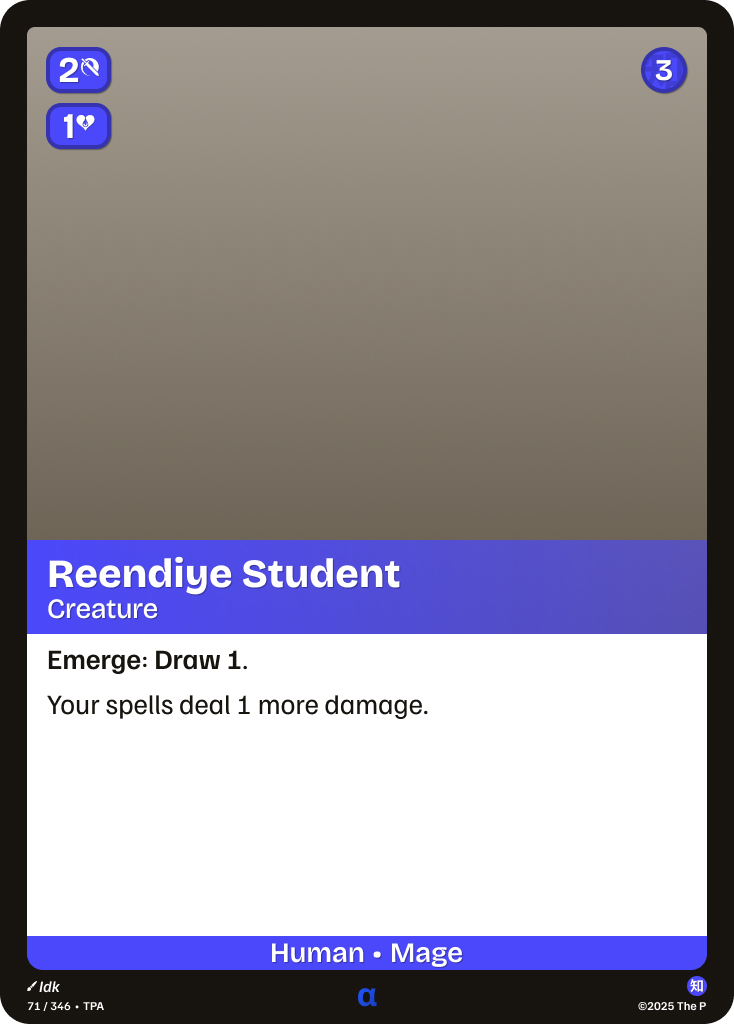 2
3
1
Reendiye Student
Creature
Emerge: Draw 1.
Your spells deal 1 more damage.
Human • Mage
Idk
71 / 346 • TPA
α
知
©2025 The P